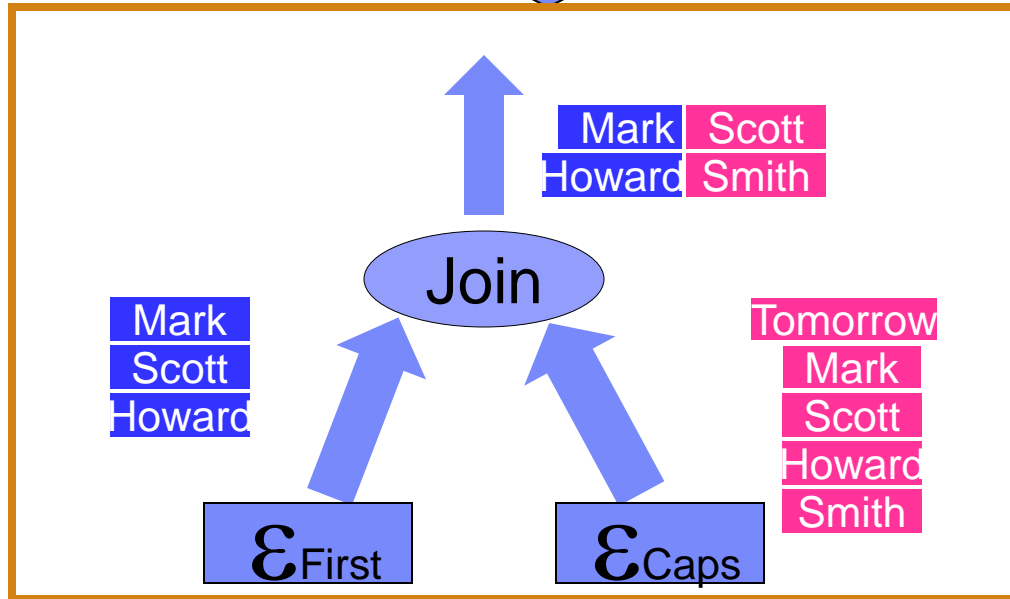 Mark Scott
Howard Smith
Join
Mark
Scott
Howard
Tomorrow
Mark
Scott
Howard
Smith
εFirst
εCaps